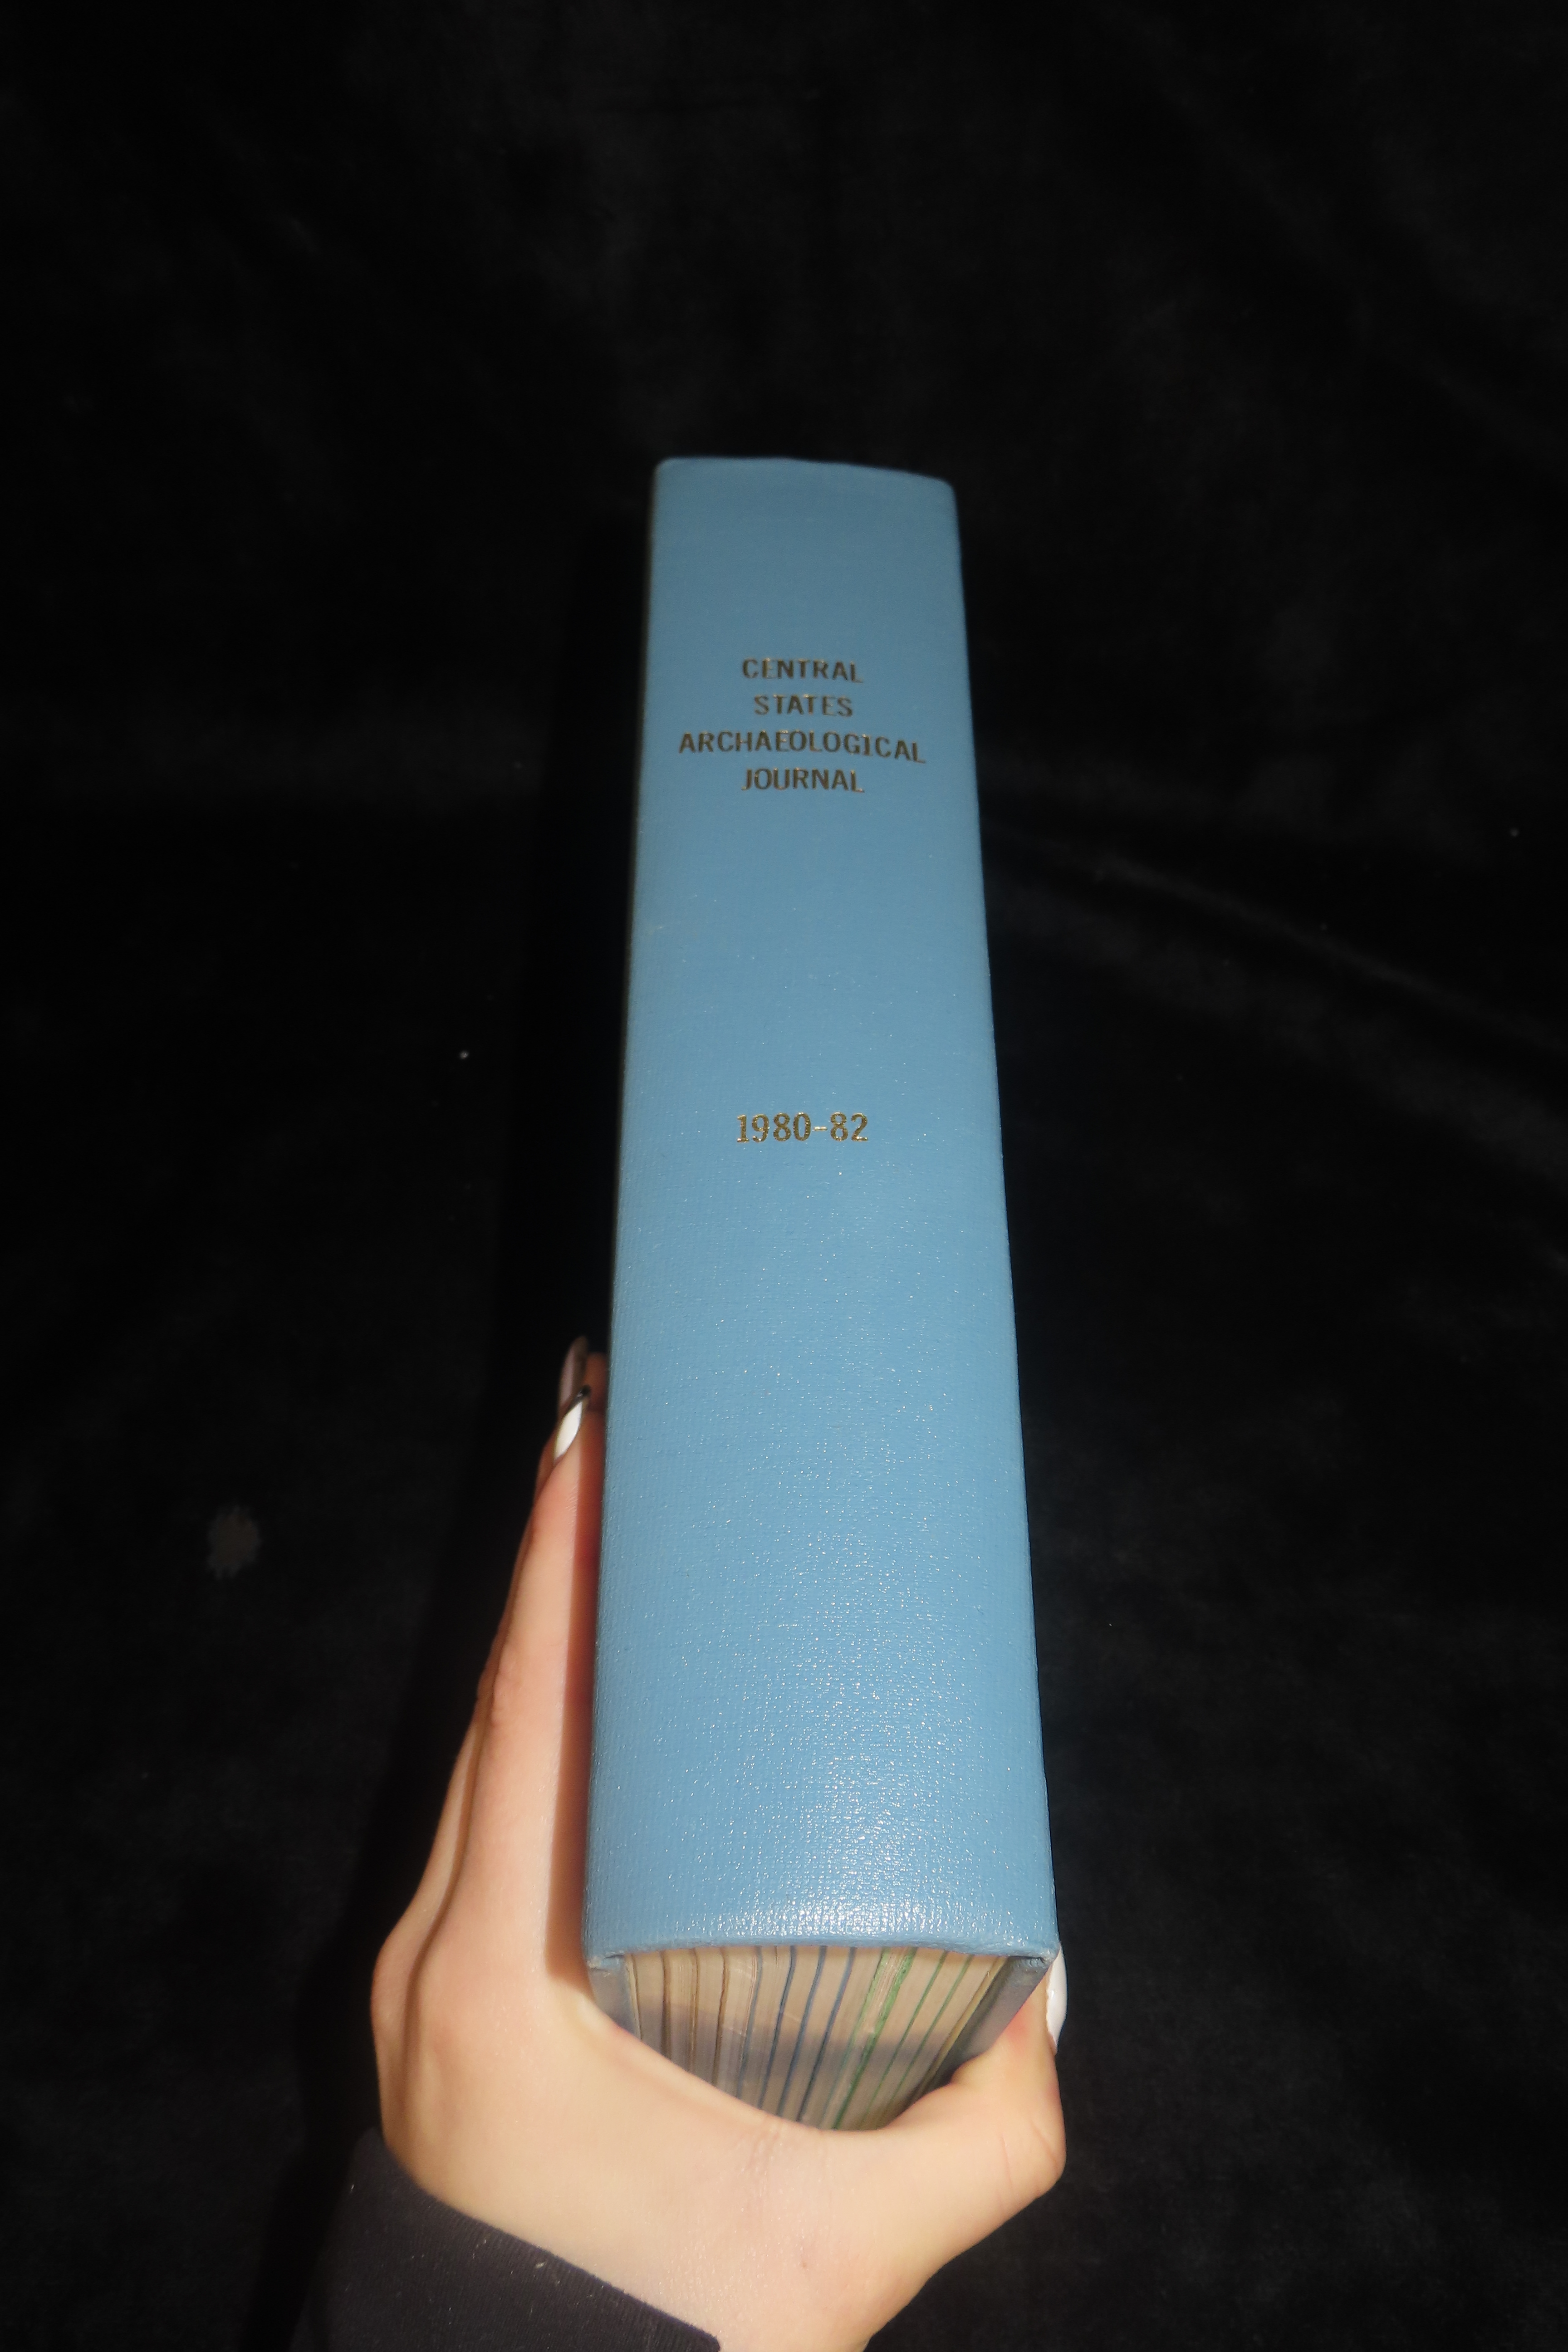 CENTRAL
STATES
ARCHAEOLOGICAL
JOURNAL
1980-82